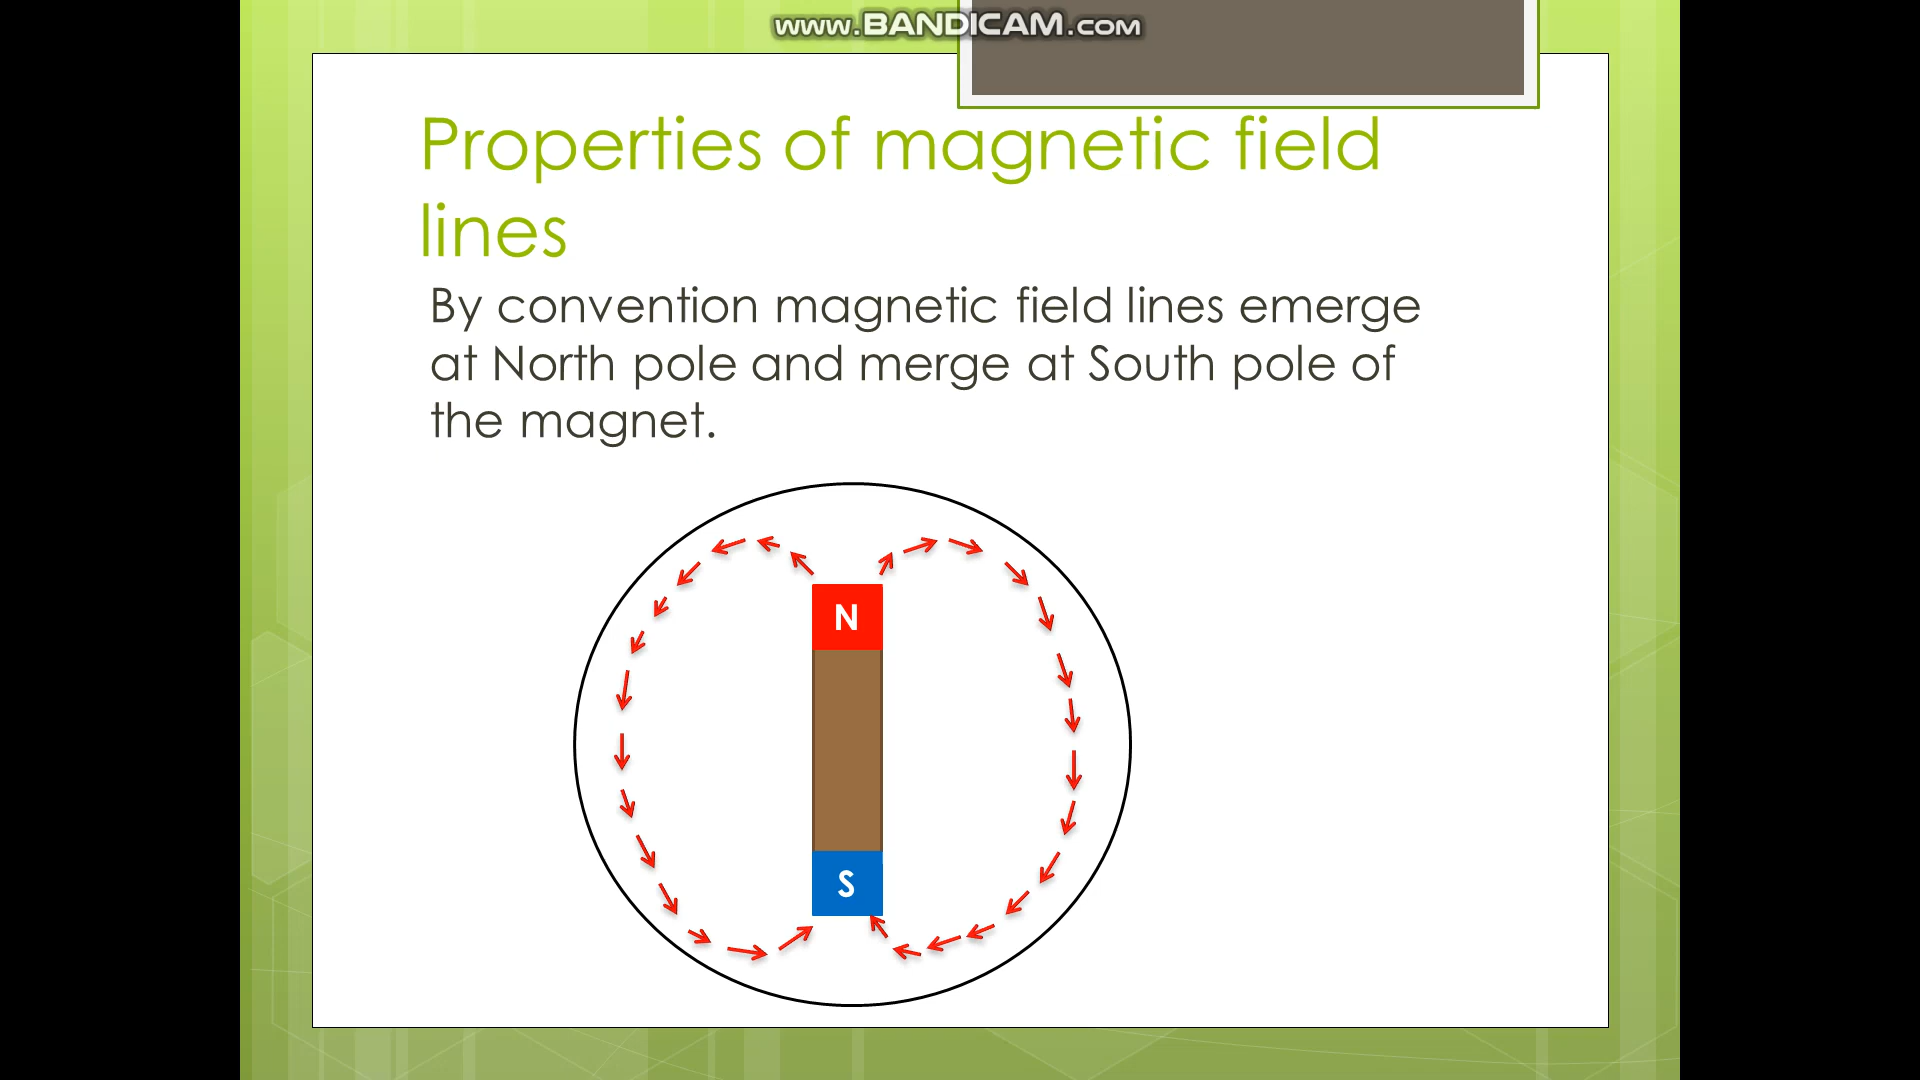 www.BANDICAM.com
Properties of magnetic field
lines
By convention magnetic field lines emerge
at North pole and merge at South pole of
the magnet.
N
S